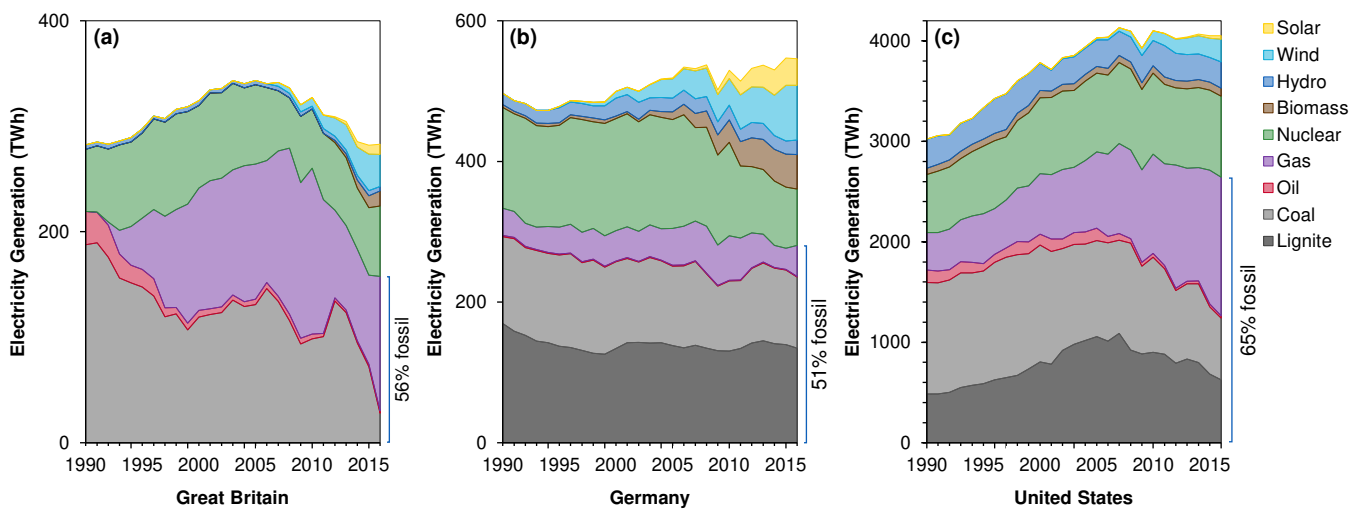 400
200
0
Electricity Generation (TWh)
(a)
56% fossil
1990
1995
2000
2005
2010
2015
Great Britain
600
400
200
0
Electricity Generation (TWh)
(b)
51% fossil
1990
1995
2000
2005
2010
2015
Germany
4000
3000
2000
1000
0
Electricity Generation (TWh)
(c)
65% fossil
1990
1995
2000
2005
2010
2015
United States
Solar
Wind
Hydro
Biomass
Nuclear
Gas
Oil
Coal
Lignite